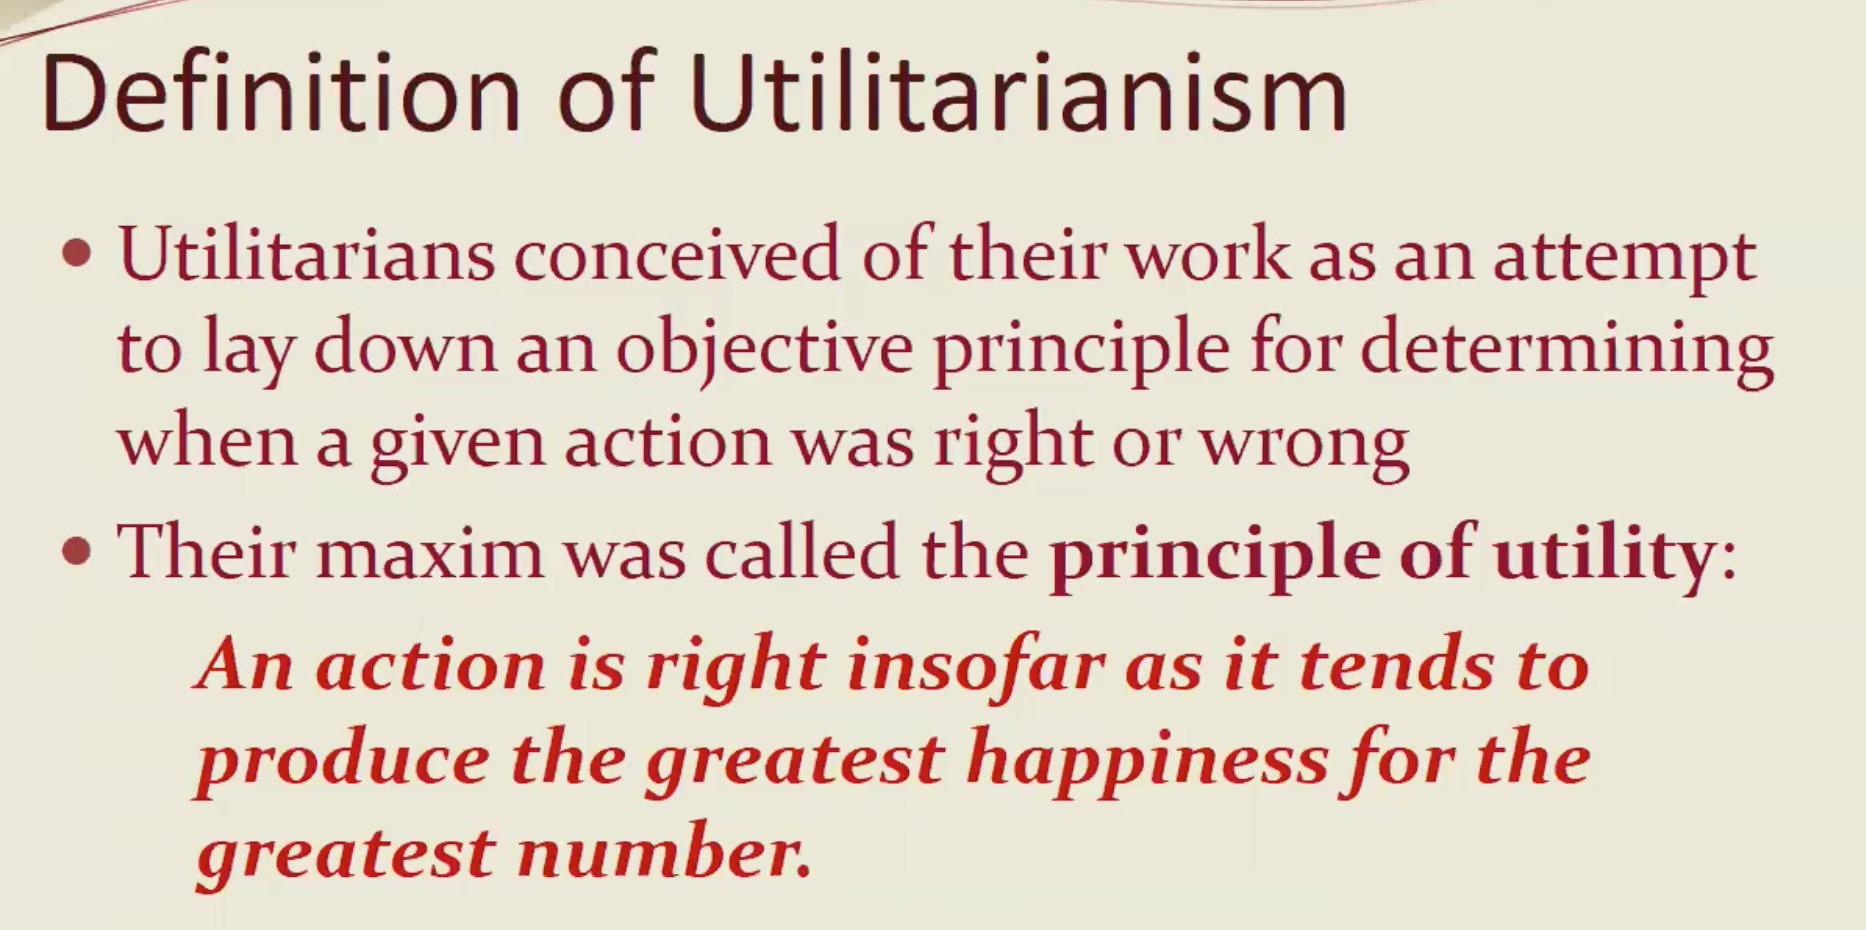 Definition of Utilitarianism
• Utilitarians conceived of their work as an attempt
to lay down an objective principle for determining
when a given action was right or wrong
• Their maxim was called the principle of utility:
An action is right insofar as it tends to
produce the greatest happiness for the
greatest number.